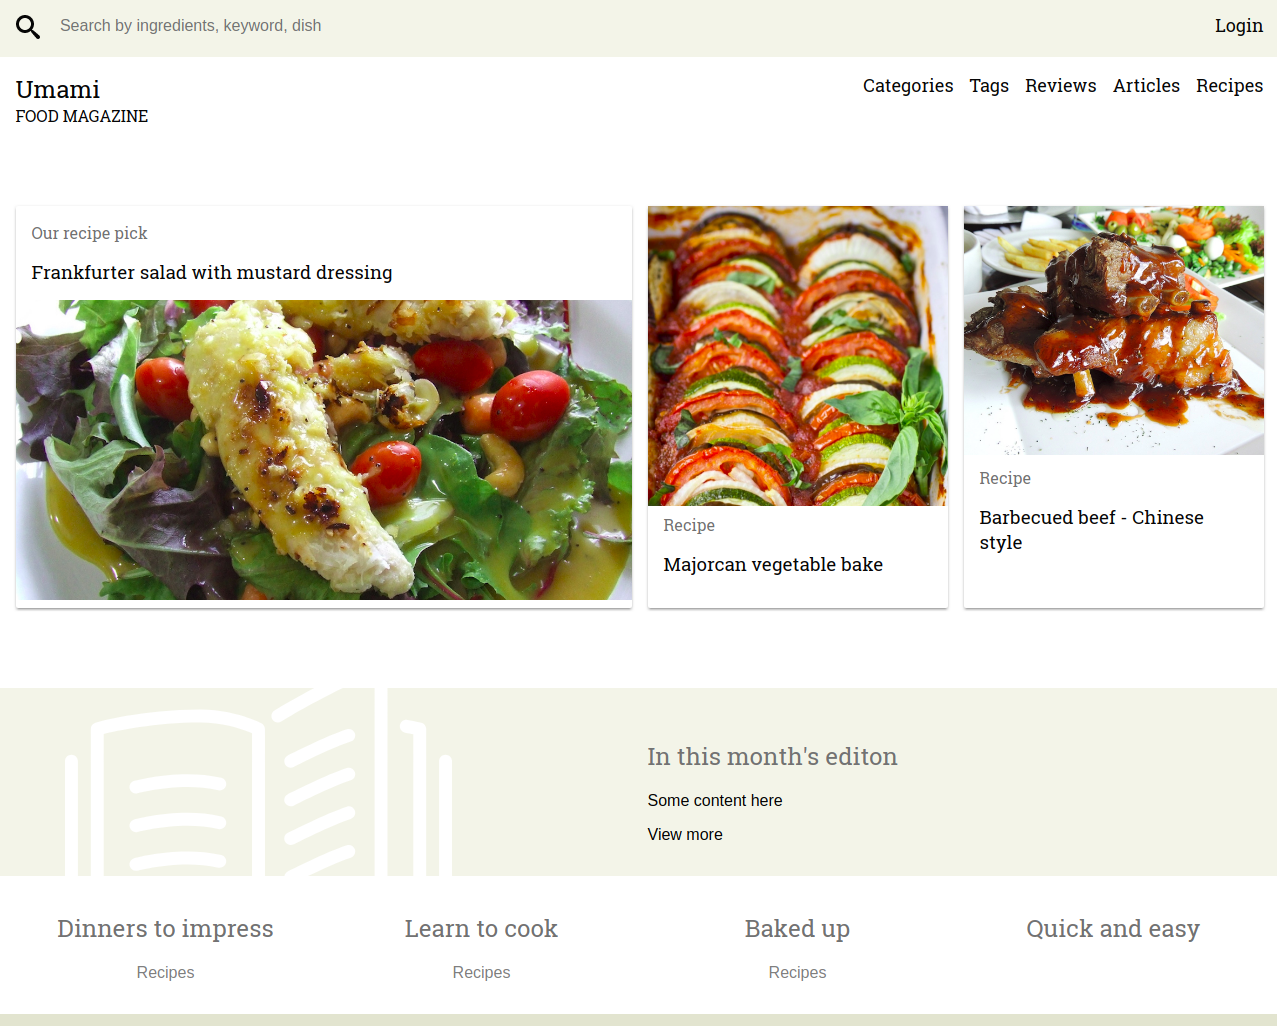 Search by ingredients, keyword, dish
Login
Umami
FOOD MAGAZINE
Categories Tags Reviews Articles Recipes
Our recipe pick
Frankfurter salad with mustard dressing
Recipe
Majorcan vegetable bake
Recipe
Barbecued beef - Chinese
style
In this month's editon
Some content here
View more
Dinners to impress
Recipes
Learn to cook
Recipes
Baked up
Recipes
Quick and easy